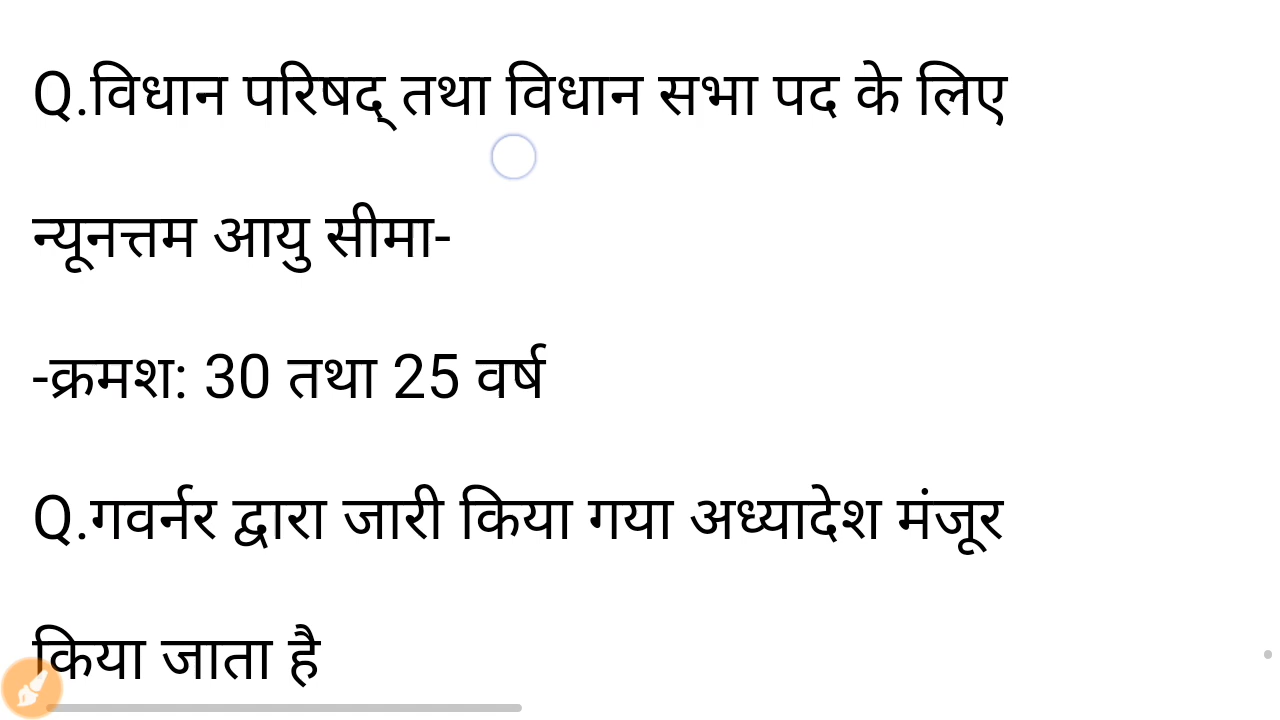 Q.विधान परिषद् तथा विधान सभा पद के लिए
न्यूनत्तम आयु सीमा-
-क्रमश: 30 तथा 25 वर्ष
Q.गवर्नर द्वारा जारी किया गया अध्यादेश मंजूर
किया जाता है